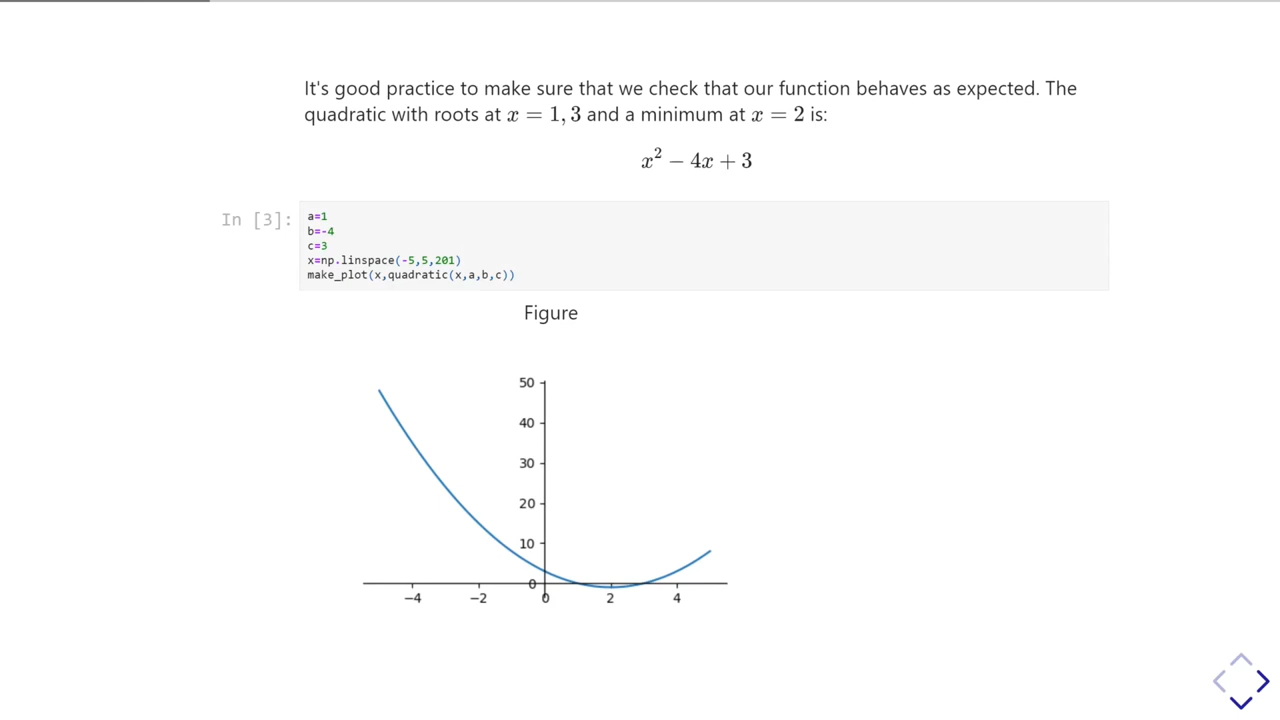 It's good practice to make sure that we check that our function behaves as expected. The
quadratic with roots at x = 1, 3 and a minimum at x = 2 is:
x² − 4x + 3
In [3]:
a=1
b=-4
c=3
x=np.linspace(-5,5,201)
make_plot(x,quadratic(x,a,b,c))
Figure
50
40
30
20
10
0
−4 −2 0 2 4